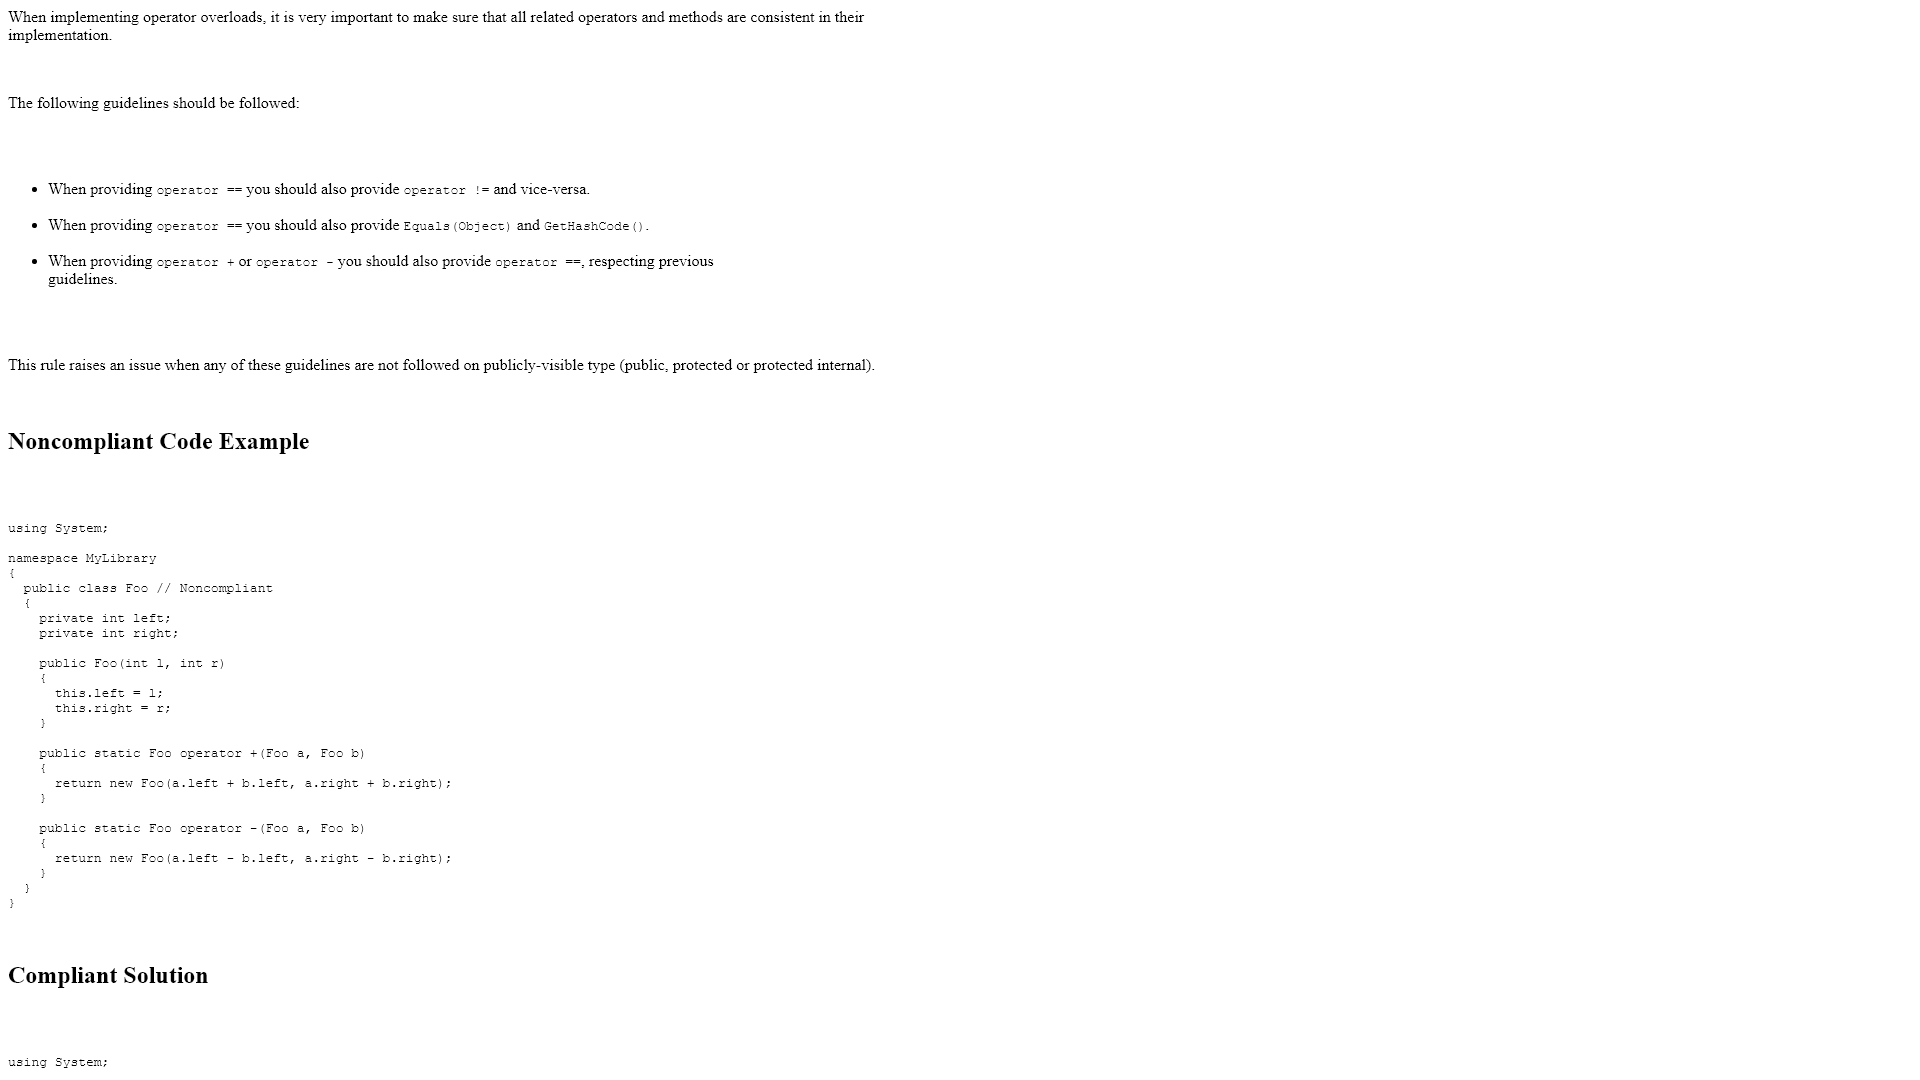 When implementing operator overloads, it is very important to make sure that all related operators and methods are consistent in their
implementation.
The following guidelines should be followed:
• When providing operator == you should also provide operator != and vice-versa.
• When providing operator == you should also provide Equals(Object) and GetHashCode().
• When providing operator + or operator - you should also provide operator ==, respecting previous
guidelines.
This rule raises an issue when any of these guidelines are not followed on publicly-visible type (public, protected or protected internal).
Noncompliant Code Example
using System;
namespace MyLibrary
{
  public class Foo // Noncompliant
  {
    private int left;
    private int right;
    public Foo(int l, int r)
    {
      this.left = l;
      this.right = r;
    }
    public static Foo operator +(Foo a, Foo b)
    {
      return new Foo(a.left + b.left, a.right + b.right);
    }
    public static Foo operator -(Foo a, Foo b)
    {
      return new Foo(a.left - b.left, a.right - b.right);
    }
  }
}
Compliant Solution
using System;